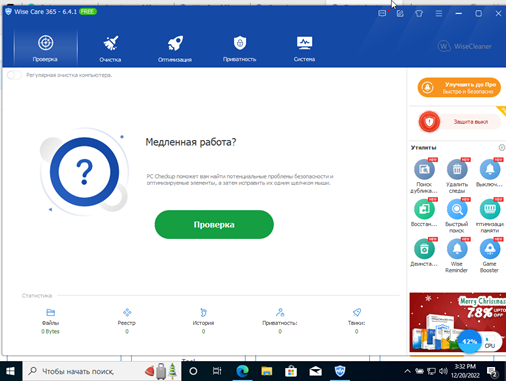 Wise Care 365 - 6.4.1 FREE
Проверка
Очистка
Оптимизация
Приватность
Система
WiseCleaner
Регулярная очистка компьютера.
Улучшить до Про
Быстро и безопасно
Защита выкл
Медленная работа?
PC Checkup поможет вам найти потенциальные проблемы безопасности и
оптимизируемые элементы, а затем исправить их одним щелчком мыши.
Проверка
Утилиты
Поиск дублика...
Удалить следы
Выключ...
Восстан...
Быстрый поиск
Оптимизация памяти
Деинста...
Wise Reminder
Game Booster
Статистика
Файлы
0 Bytes
Реестр
0
История
0
Приватность:
0
Твики:
0
Merry Christmas
78% UPTO OFF
42%
CPU
Чтобы начать поиск,
3:32 PM
12/20/2022
2